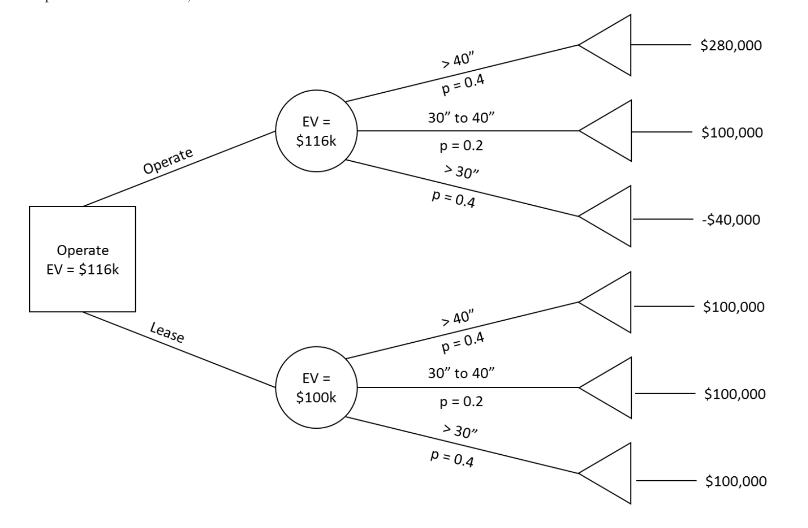 > 40”
p = 0.4
$280,000
EV =
$116k
30” to 40”
p = 0.2
$100,000
Operate
> 30”
p = 0.4
-$40,000
Operate
EV = $116k
Lease
> 40”
p = 0.4
$100,000
EV =
$100k
30” to 40”
p = 0.2
$100,000
> 30”
p = 0.4
$100,000